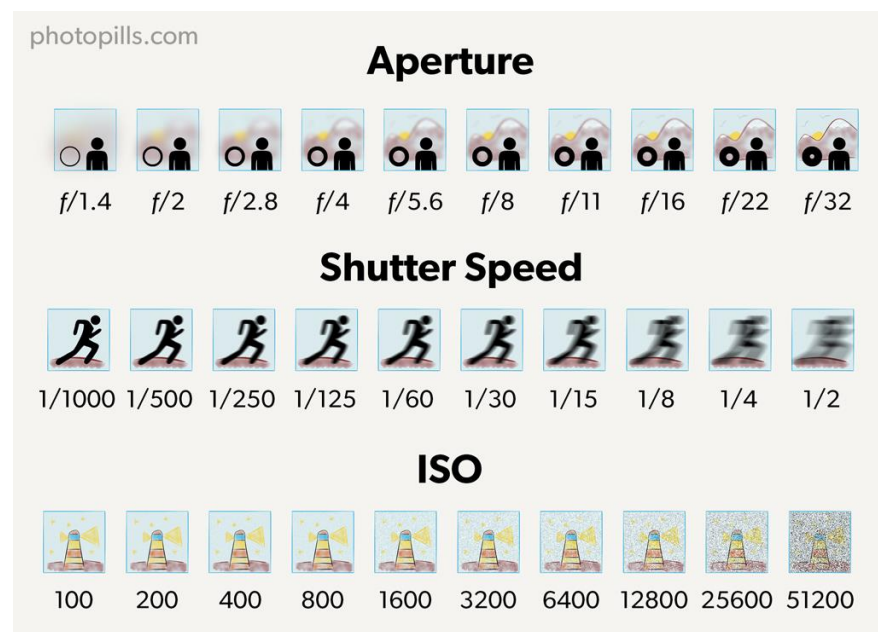 photopills.com
Aperture
f/1.4 f/2 f/2.8 f/4 f/5.6 f/8 f/11 f/16 f/22 f/32
Shutter Speed
1/1000 1/500 1/250 1/125 1/60 1/30 1/15 1/8 1/4 1/2
ISO
100 200 400 800 1600 3200 6400 12800 25600 51200